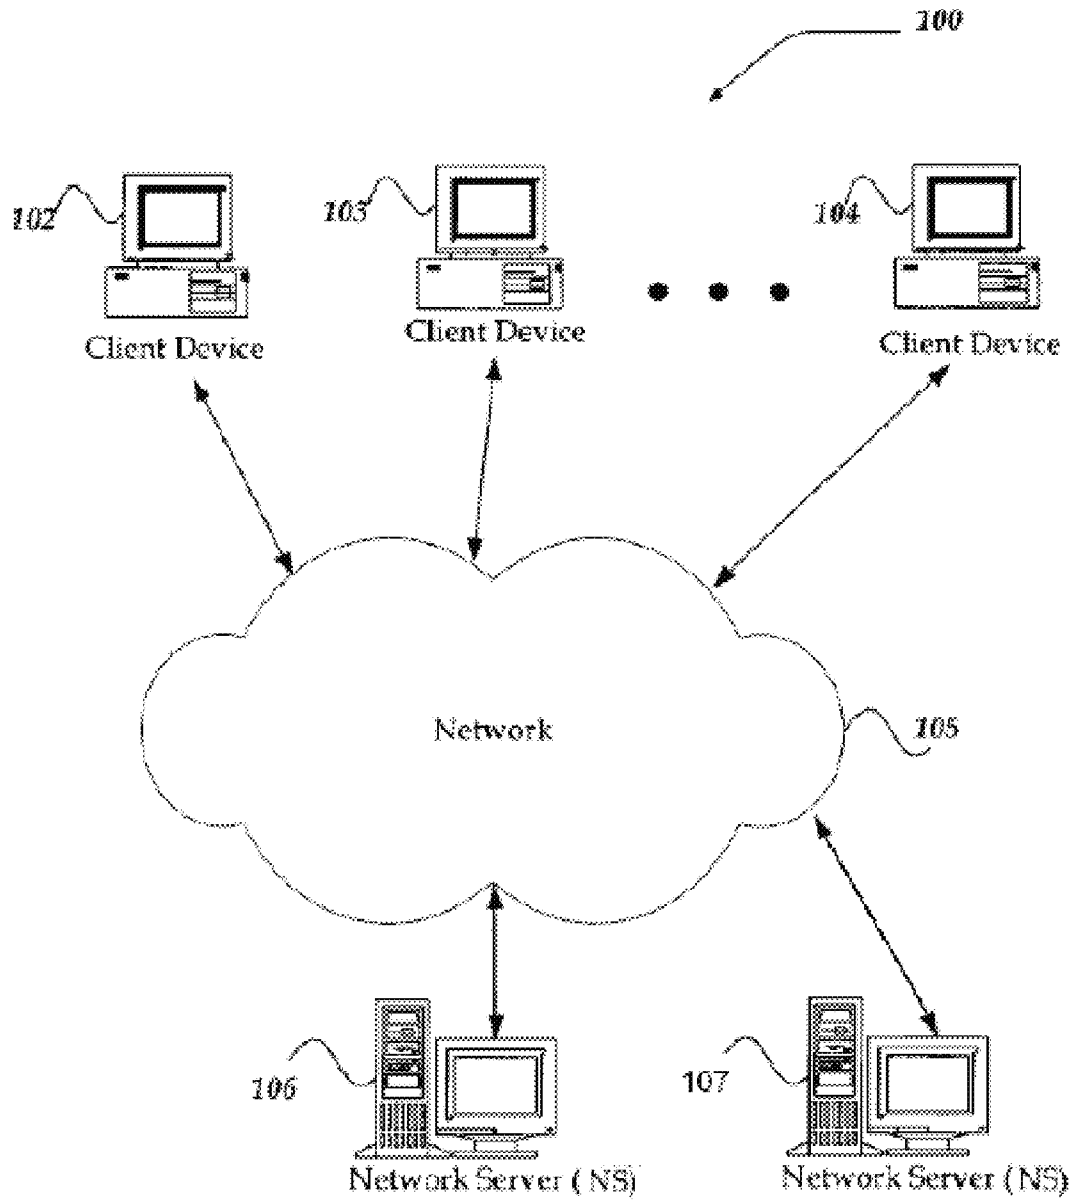 100
102
103
104
Client Device
Client Device
Client Device
Network
105
106
107
Network Server (NS)
Network Server (NS)